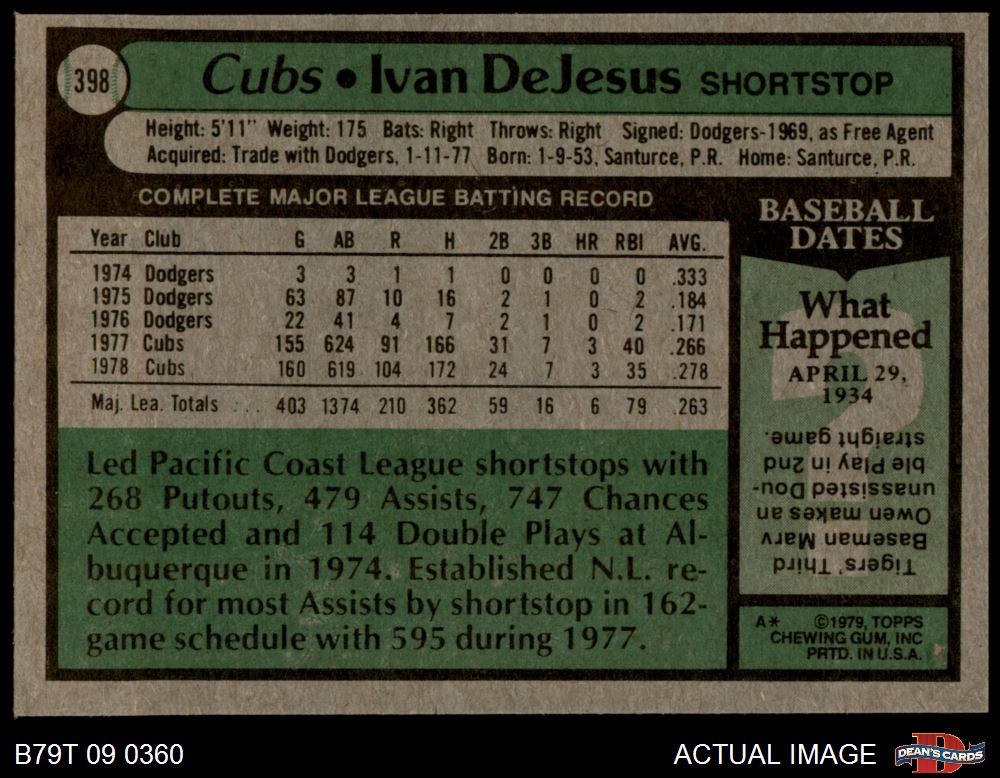 398
Cubs • Ivan DeJesus SHORTSTOP
Height: 5'11" Weight: 175 Bats: Right Throws: Right Signed: Dodgers-1969, as Free Agent
Acquired: Trade with Dodgers, 1-11-77 Born: 1-9-53, Santurce, P.R. Home: Santurce, P.R.
COMPLETE MAJOR LEAGUE BATTING RECORD
Year Club G AB R H 2B 3B HR RBI AVG.
1974 Dodgers 3 3 1 1 0 0 0 0 .333
1975 Dodgers 63 87 10 16 2 1 0 2 .184
1976 Dodgers 22 41 4 7 2 1 0 2 .171
1977 Cubs 155 624 91 166 31 7 3 40 .266
1978 Cubs 160 619 104 172 24 7 3 35 .278
Maj. Lea. Totals 403 1374 210 362 59 16 6 79 .263
Led Pacific Coast League shortstops with
268 Putouts, 479 Assists, 747 Chances
Accepted and 114 Double Plays at Al-
buquerque in 1974. Established N.L. re-
cord for most Assists by shortstop in 162-
game schedule with 595 during 1977.
BASEBALL
DATES
What
Happened
APRIL 29,
1934
Tigers' Third
Baseman Marv
Owen makes an
unassisted Dou-
ble Play in 2nd
straight game.
A* ©1979, TOPPS
CHEWING GUM, INC
PRTD. IN U.S.A.
B79T 09 0360
ACTUAL IMAGE
DEAN'S CARDS